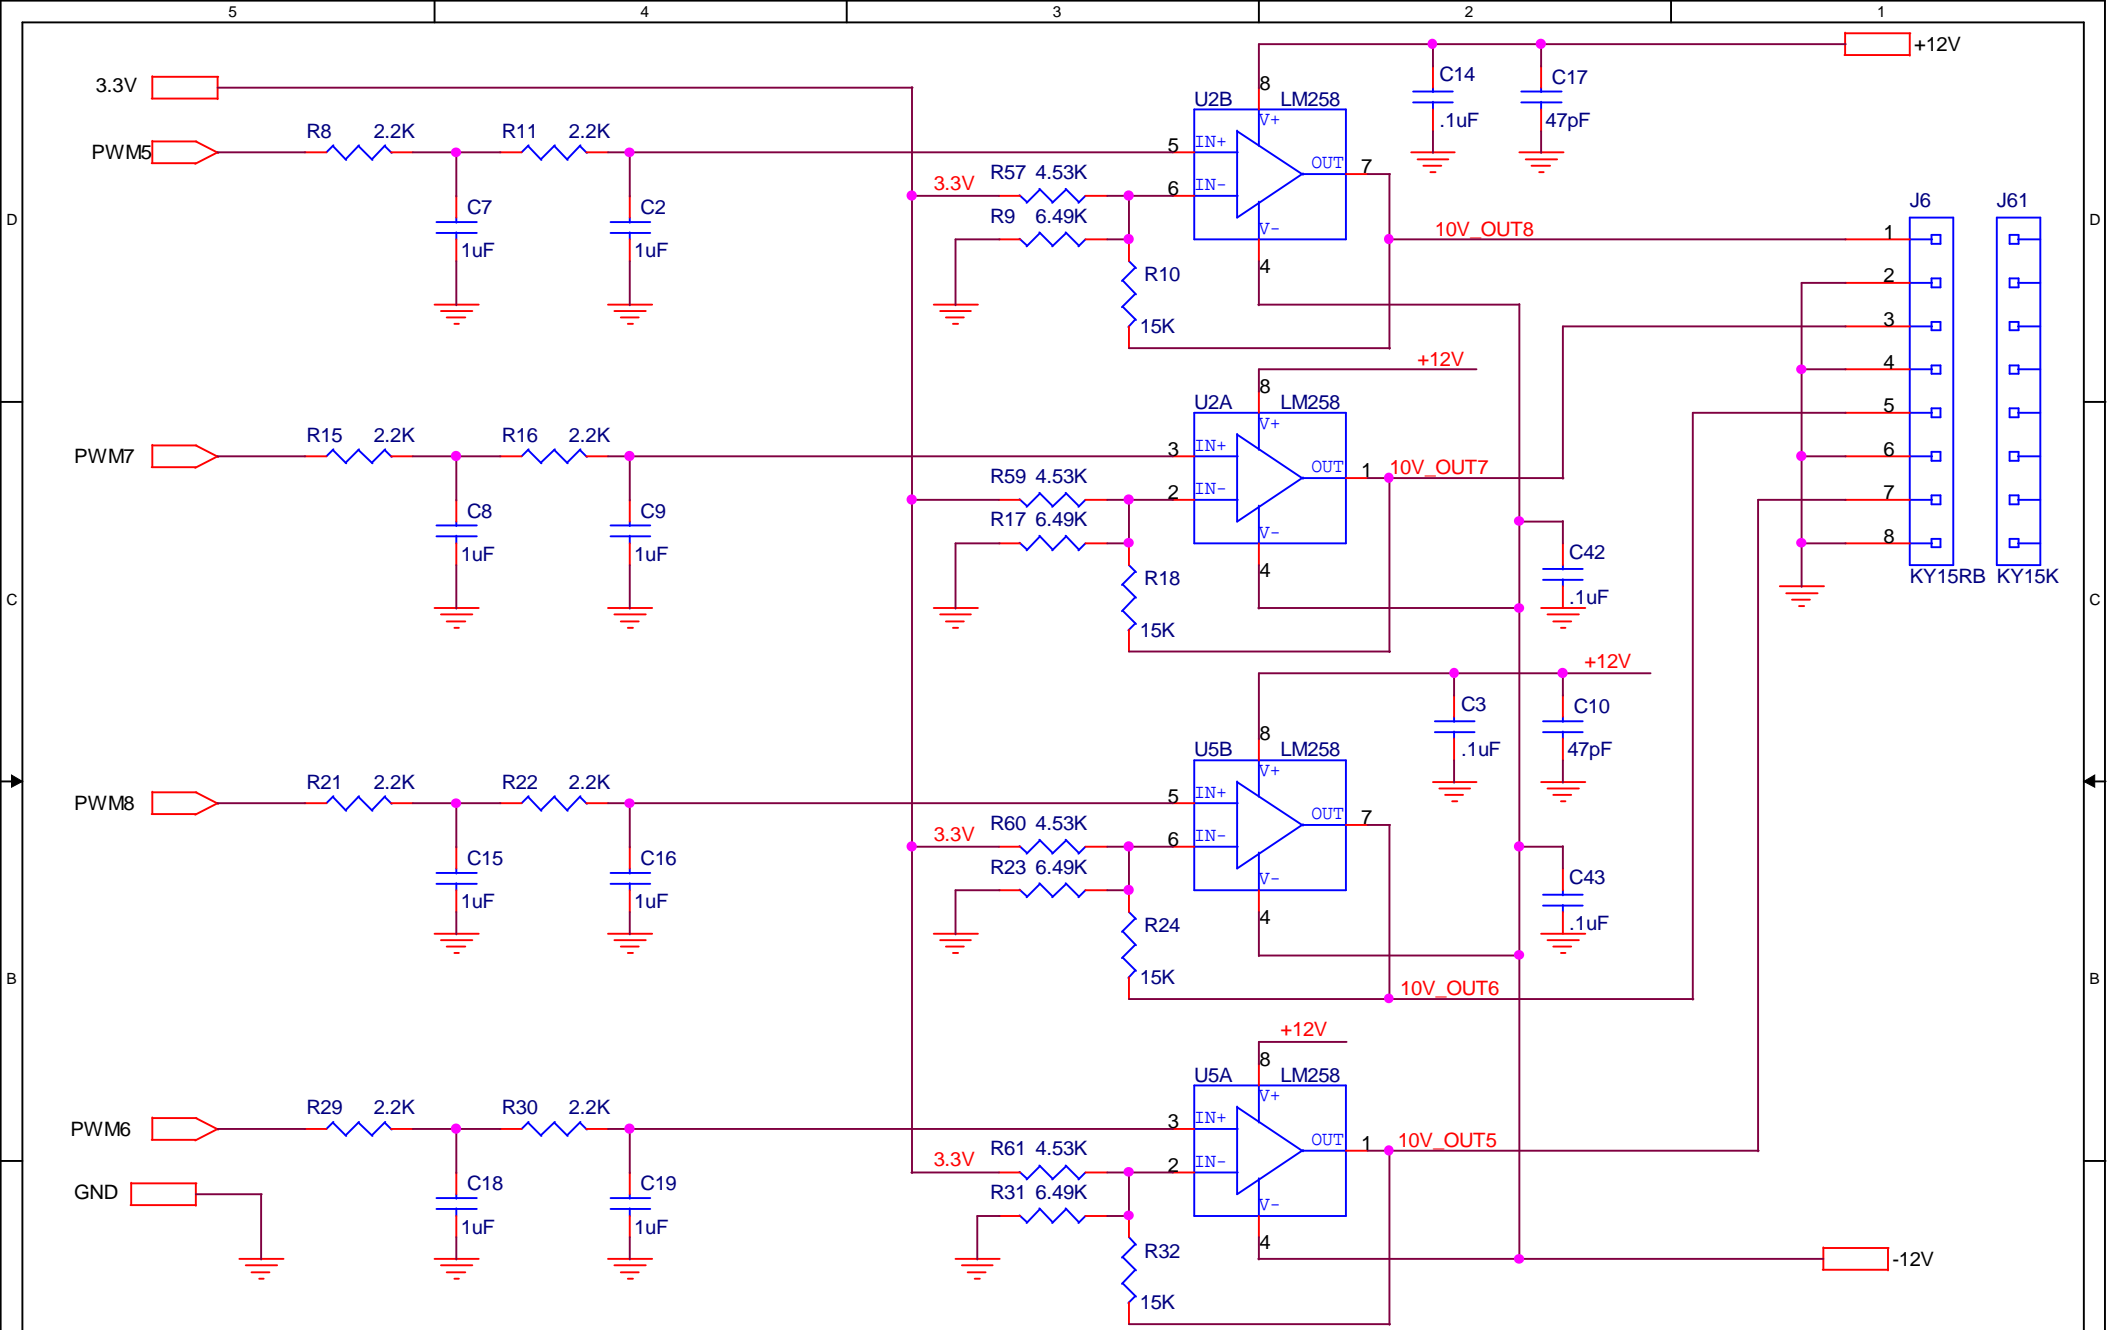 5 4 3 2 1
+12V
3.3V
C14 C17
8
U2B LM258
V+
.1uF 47pF
PWM5 R8 2.2K R11 2.2K
5 IN+
OUT 7
R57 4.53K
3.3V
6 IN-
R9 6.49K
J6 J61
D C7 C2 D
V-
10V_OUT8
1
1uF 1uF
4
R10
2
15K
3
+12V
4
8
U2A LM258
V+
5
PWM7 R15 2.2K R16 2.2K
3 IN+
6
OUT 1 10V_OUT7
R59 4.53K
2 IN-
7
C8 C9
R17 6.49K
V-
8
1uF 1uF
C42
4
R18
KY15RB KY15K
C .1uF C
15K
+12V
C3 C10
8
U5B LM258
.1uF 47pF
V+
PWM8 R21 2.2K R22 2.2K
5 IN+
OUT 7
R60 4.53K
3.3V
6 IN-
C15 C16
R23 6.49K
V-
C43
1uF 1uF
4
R24
.1uF
B 15K B
10V_OUT6
+12V
8
U5A LM258
V+
PWM6 R29 2.2K R30 2.2K
3 IN+
OUT 1 10V_OUT5
R61 4.53K
3.3V
2 IN-
GND C18 C19
R31 6.49K
V-
1uF 1uF
4
R32
-12V
15K